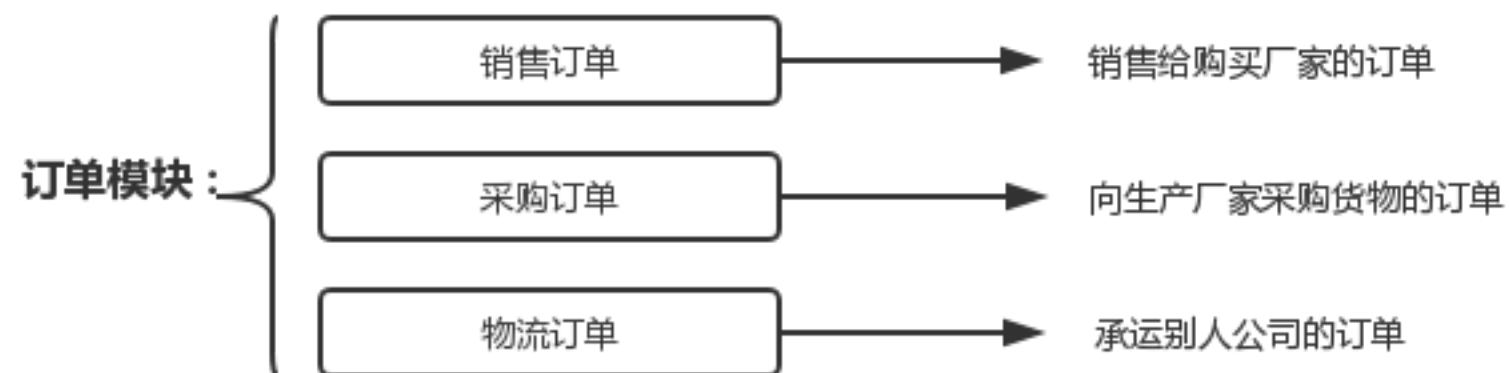 销售订单
销售给购买厂家的订单
订单模块：
采购订单
向生产厂家采购货物的订单
物流订单
承运别人公司的订单